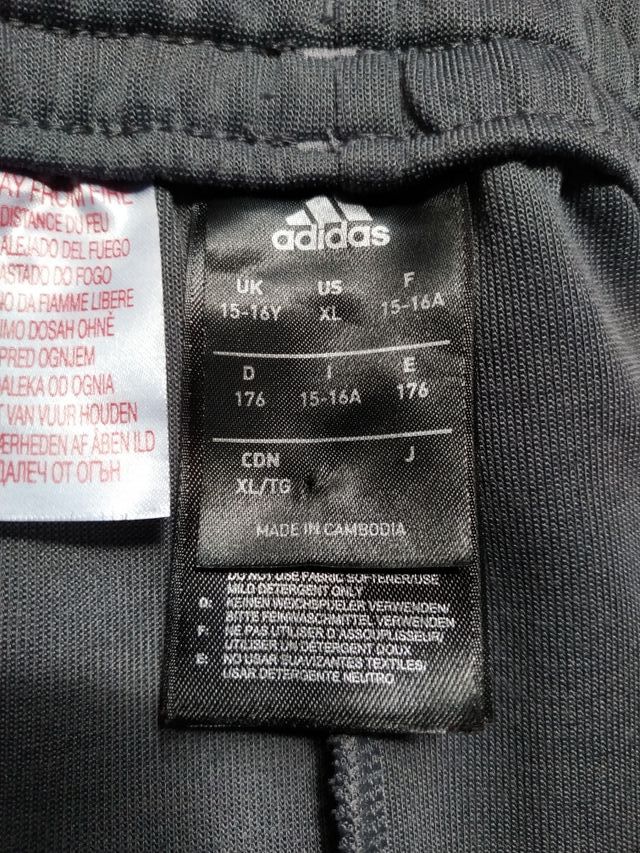 AY FROM FIRE
DISTANCE DU FEU
ALEJADO DEL FUEGO
ASTADO DO FOGO
NO DA FIAMME LIBERE
IMO DOSAH OHNĚ
PRED OGNJEM
DALEKA OD OGNIA
T VAN VUUR HOUDEN
ÆRHEDEN AF ÅBEN ILD
ДАЛЕЧ ОТ ОГЪН
adidas
UK US F
15-16Y XL 15-16A
D I E
176 15-16A 176
CDN J
XL/TG
MADE IN CAMBODIA
DO NOT USE FABRIC SOFTENER/USE
MILD DETERGENT ONLY
D: KEINEN WEICHSPUELER VERWENDEN/
BITTE FEINWASCHMITTEL VERWENDEN
F: NE PAS UTILISER D'ASSOUPLISSEUR/
UTILISER UN DETERGENT DOUX
E: NO USAR SUAVIZANTES TEXTILES/
USAR DETERGENTE NEUTRO